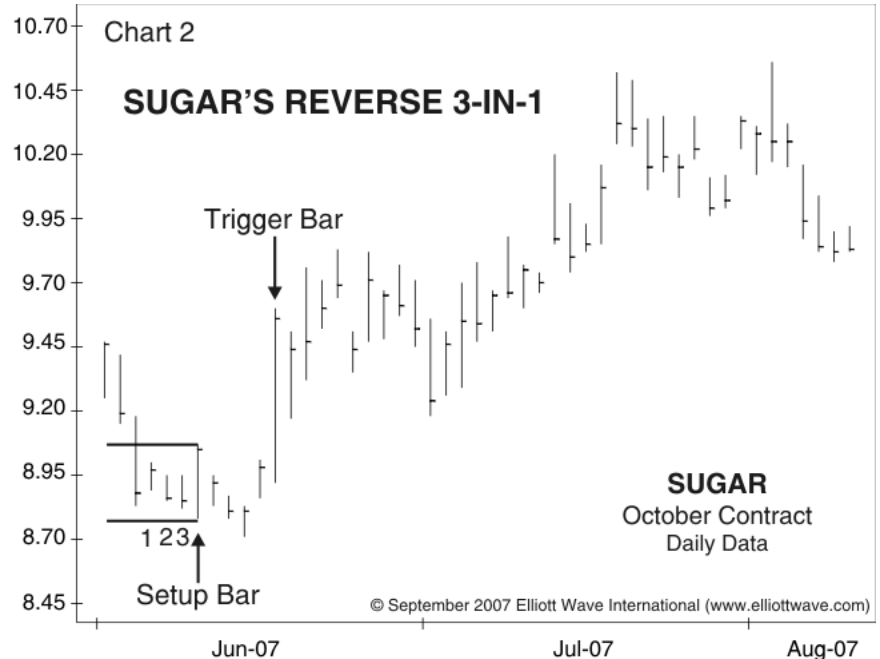 Chart 2
SUGAR'S REVERSE 3-IN-1
10.70
10.45
10.20
9.95
9.70
9.45
9.20
8.95
8.70
8.45
Trigger Bar
1 2 3
Setup Bar
SUGAR
October Contract
Daily Data
© September 2007 Elliott Wave International (www.elliottwave.com)
Jun-07
Jul-07
Aug-07